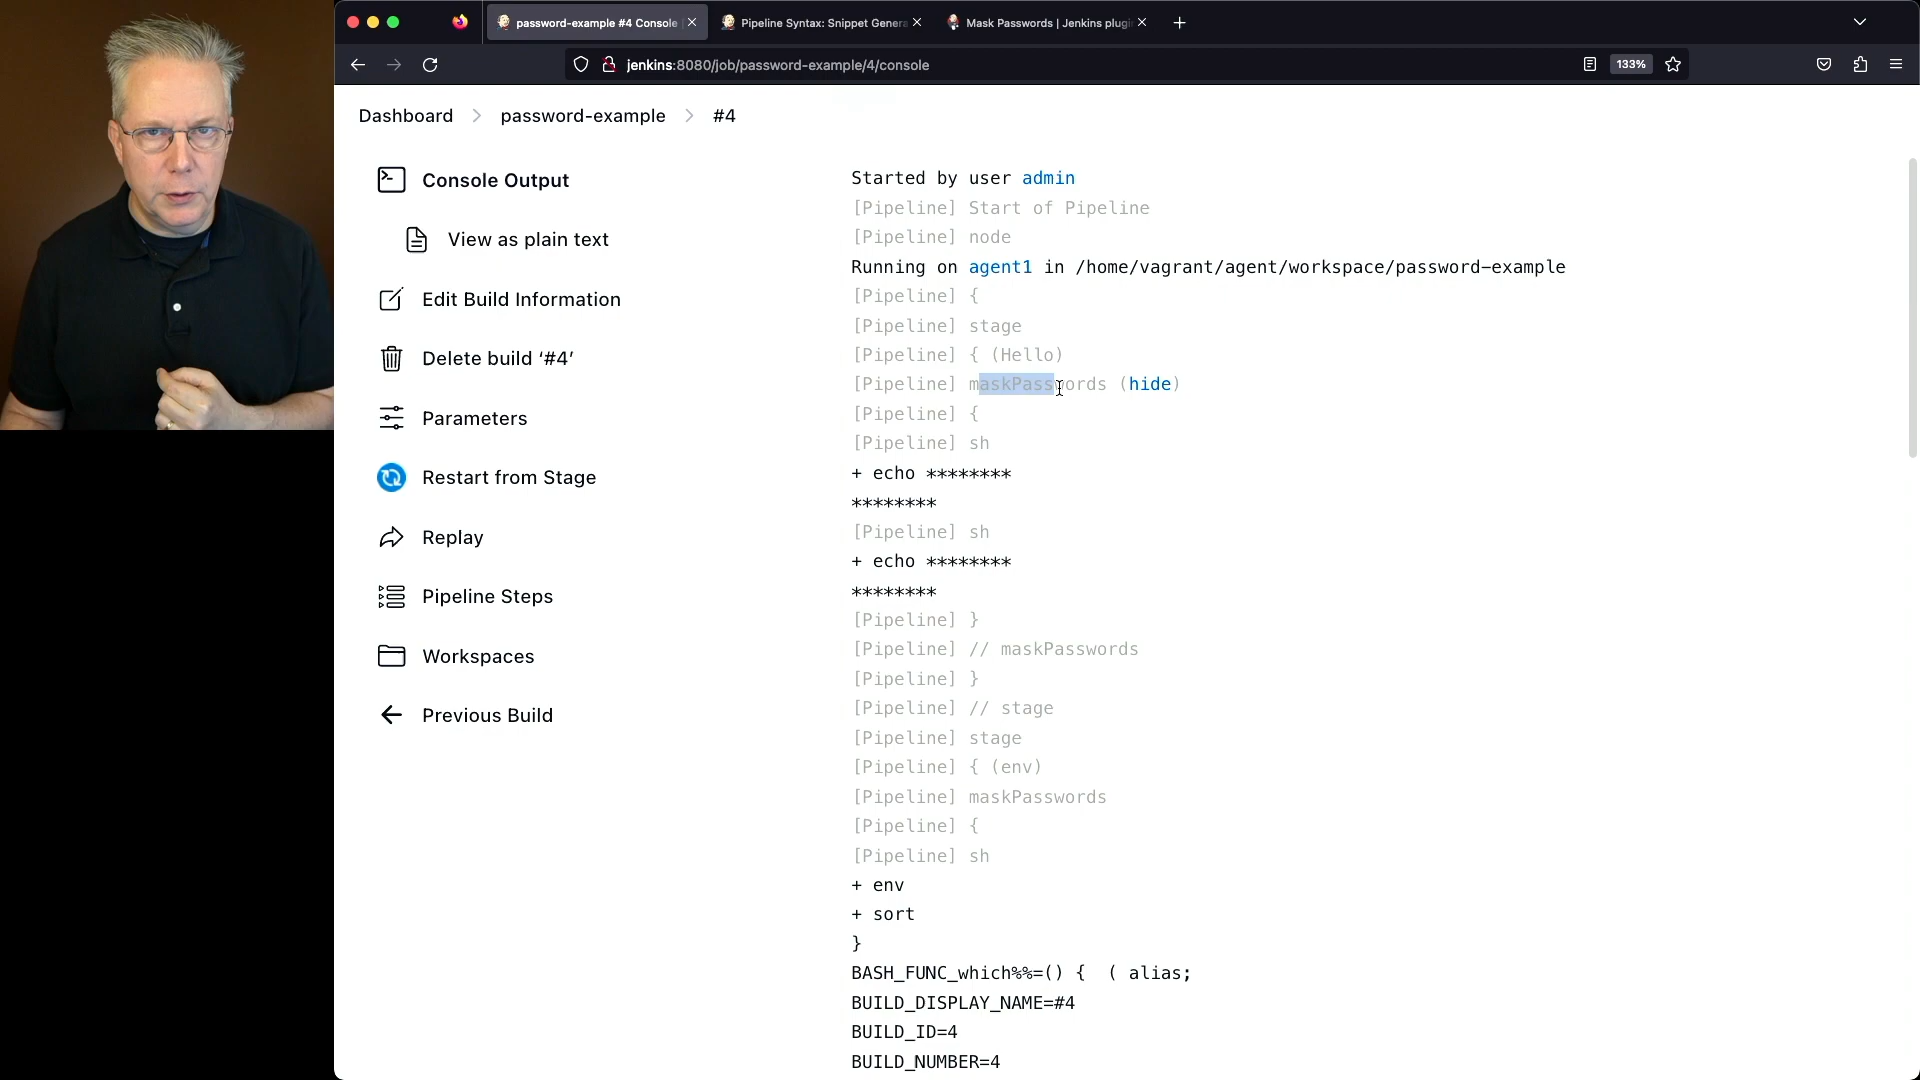 password-example #4 Console
Pipeline Syntax: Snippet Genera
Mask Passwords | Jenkins plugin
jenkins:8080/job/password-example/4/console
133%
Dashboard
password-example
#4
Console Output
View as plain text
Edit Build Information
Delete build ‘#4’
Parameters
Restart from Stage
Replay
Pipeline Steps
Workspaces
Previous Build
Started by user admin
[Pipeline] Start of Pipeline
[Pipeline] node
Running on agent1 in /home/vagrant/agent/workspace/password-example
[Pipeline] {
[Pipeline] stage
[Pipeline] { (Hello)
[Pipeline] maskPasswords (hide)
[Pipeline] {
[Pipeline] sh
+ echo ********
********
[Pipeline] sh
+ echo ********
********
[Pipeline] }
[Pipeline] // maskPasswords
[Pipeline] }
[Pipeline] // stage
[Pipeline] stage
[Pipeline] { (env)
[Pipeline] maskPasswords
[Pipeline] {
[Pipeline] sh
+ env
+ sort
}
BASH_FUNC_which%%=() {  ( alias;
BUILD_DISPLAY_NAME=#4
BUILD_ID=4
BUILD_NUMBER=4